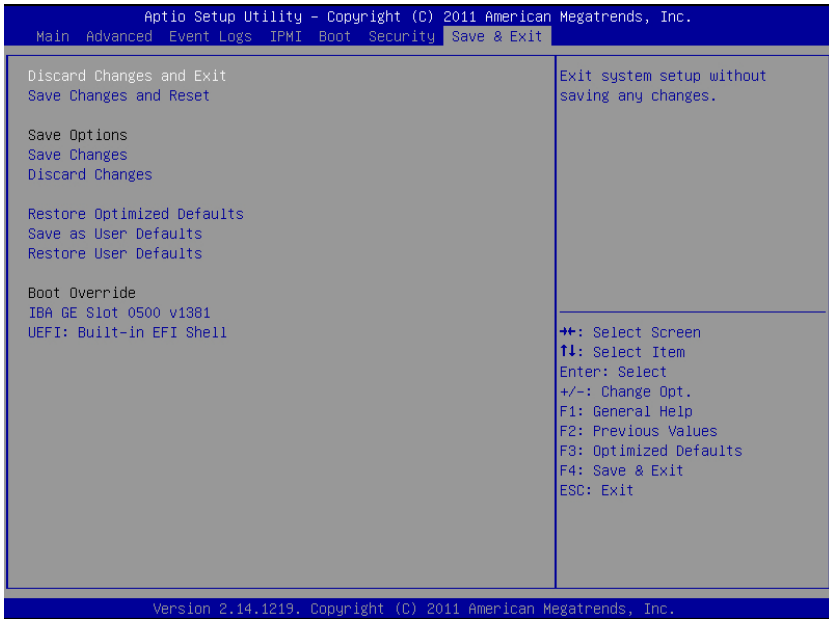 Aptio Setup Utility – Copyright (C) 2011 American Megatrends, Inc.
Main Advanced Event Logs IPMI Boot Security Save & Exit
Discard Changes and Exit
Save Changes and Reset
Save Options
Save Changes
Discard Changes
Restore Optimized Defaults
Save as User Defaults
Restore User Defaults
Boot Override
IBA GE Slot 0500 v1381
UEFI: Built-in EFI Shell
Exit system setup without
saving any changes.
→←: Select Screen
↑↓: Select Item
Enter: Select
+/-: Change Opt.
F1: General Help
F2: Previous Values
F3: Optimized Defaults
F4: Save & Exit
ESC: Exit
Version 2.14.1219. Copyright (C) 2011 American Megatrends, Inc.